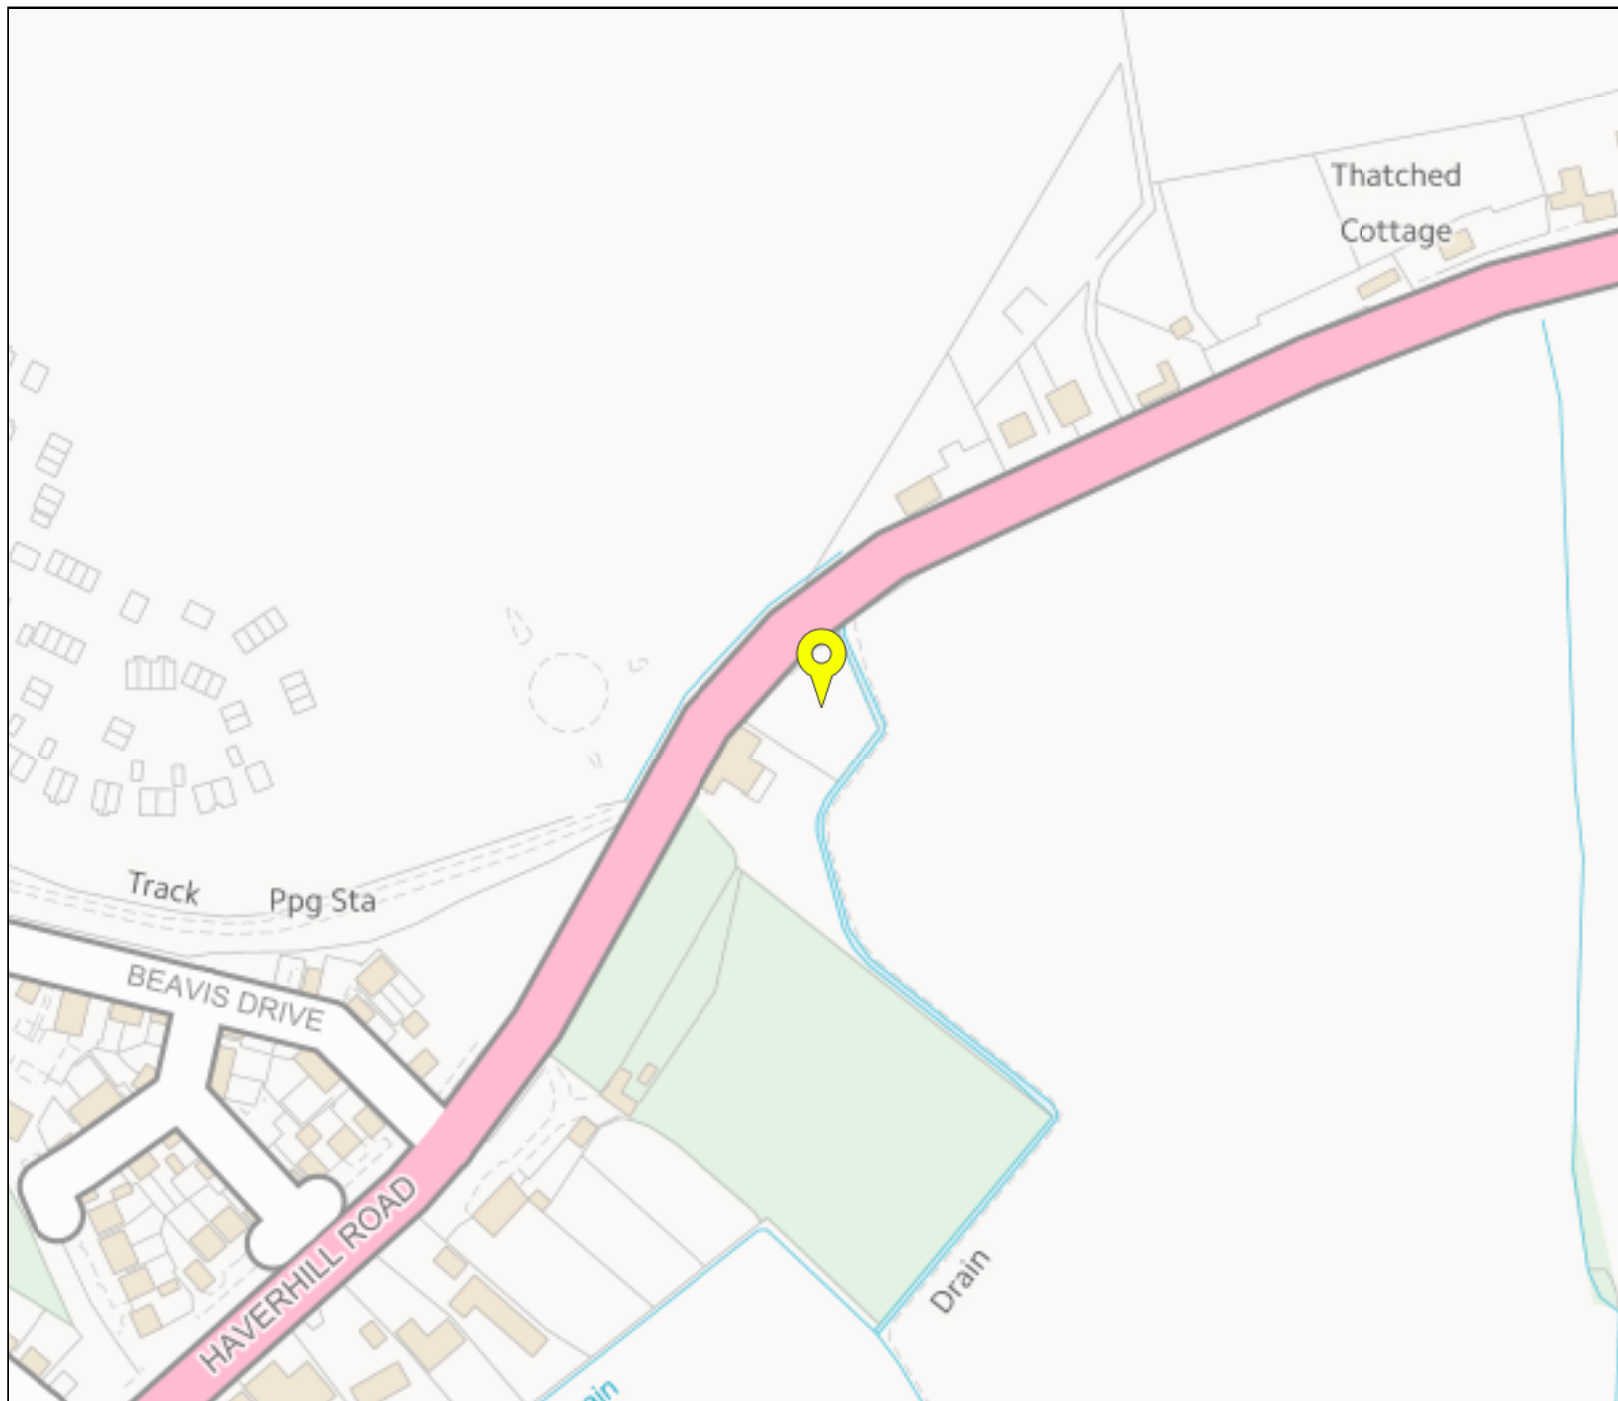 Thatched
Cottage
Track
Ppg Sta
BEAVIS DRIVE
HAVERHILL ROAD
Drain